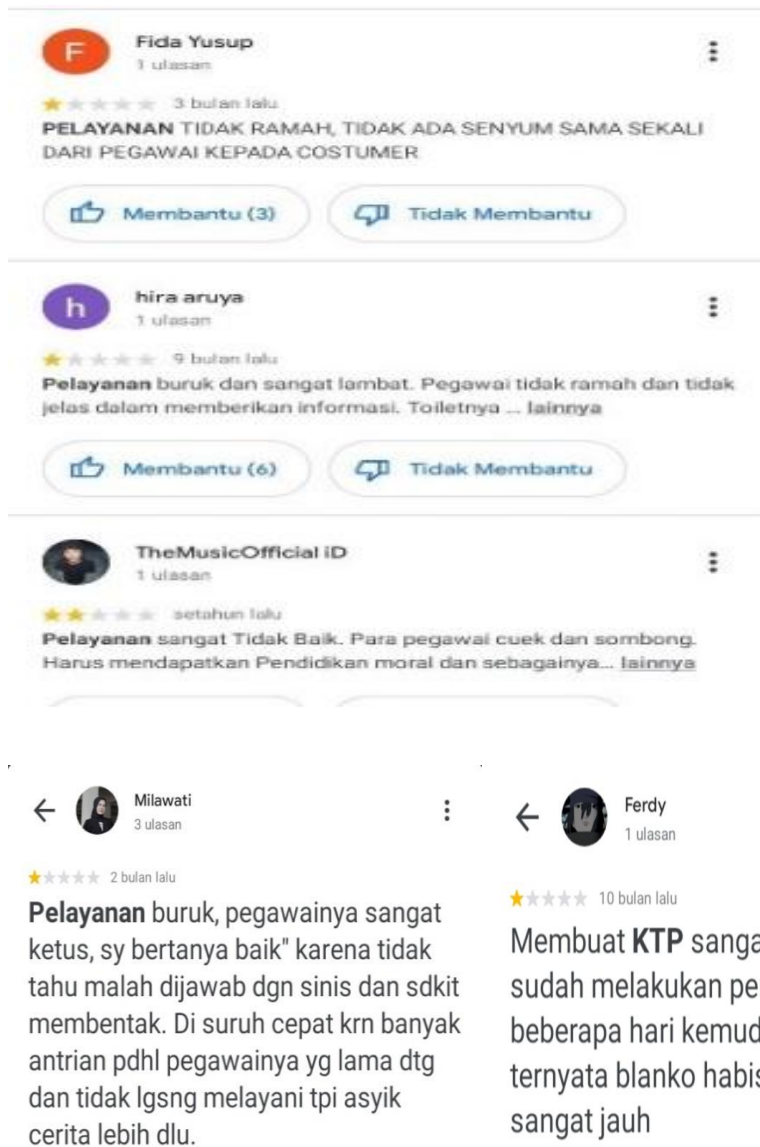 F
Fida Yusup
1 ulasan
3 bulan lalu
PELAYANAN TIDAK RAMAH, TIDAK ADA SENYUM SAMA SEKALI
DARI PEGAWAI KEPADA COSTUMER
Membantu (3) Tidak Membantu
h
hira aruya
1 ulasan
9 bulan lalu
Pelayanan buruk dan sangat lambat. Pegawai tidak ramah dan tidak
jelas dalam memberikan informasi. Toiletnya ... lainnya
Membantu (6) Tidak Membantu
TheMusicOfficial iD
1 ulasan
setahun lalu
Pelayanan sangat Tidak Baik. Para pegawai cuek dan sombong.
Harus mendapatkan Pendidikan moral dan sebagainya... lainnya
Milawati
3 ulasan
2 bulan lalu
Pelayanan buruk, pegawainya sangat
ketus, sy bertanya baik" karena tidak
tahu malah dijawab dgn sinis dan sdkit
membentak. Di suruh cepat krn banyak
antrian pdhl pegawainya yg lama dtg
dan tidak lgsng melayani tpi asyik
cerita lebih dlu.
Ferdy
1 ulasan
10 bulan lalu
Membuat KTP sanga
sudah melakukan pe
beberapa hari kemud
ternyata blanko habis
sangat jauh